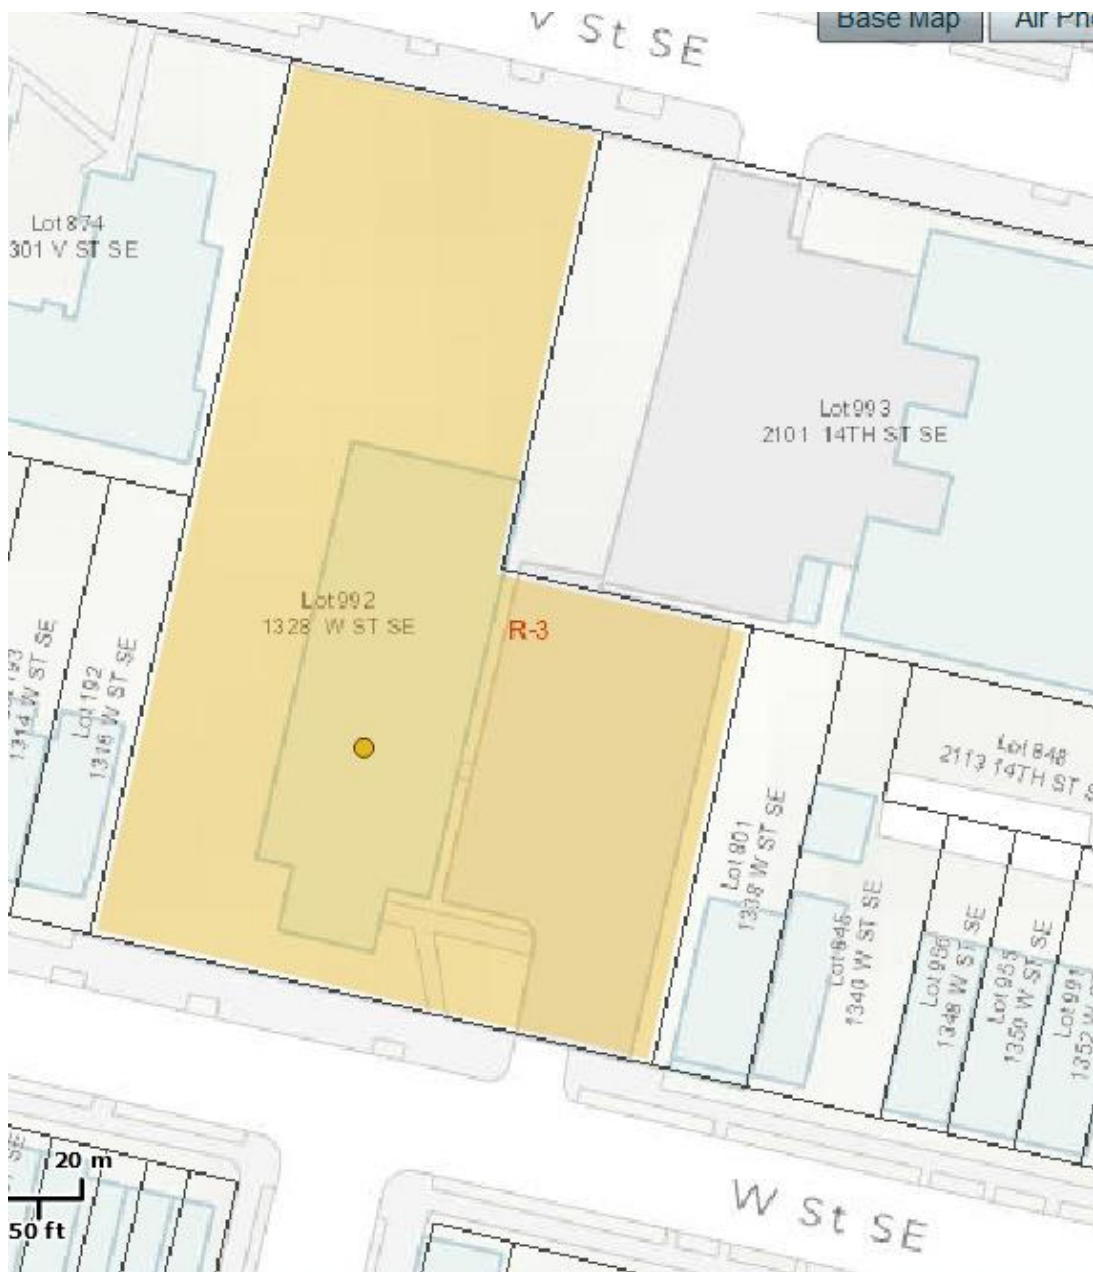 V St SE
Base Map
Lot 874
301 V ST SE
Lot 993
2101 14TH ST SE
Lot 992
1328 W ST SE
R-3
1314 W ST SE
Lot 192
1316 W ST SE
Lot 848
2113 14TH ST
Lot 801
1338 W ST SE
Lot 845
1340 W ST SE
Lot 956
1348 W ST SE
Lot 955
1350 W ST SE
Lot 991
1352 W
20 m
50 ft
W St SE